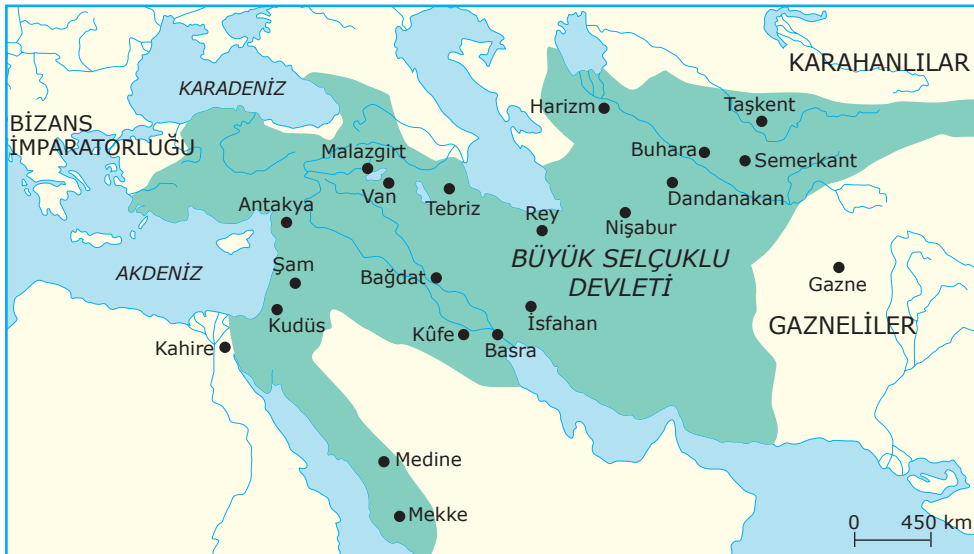 KARADENİZ
KARAHANLILAR
Harizm
Taşkent
BİZANS
İMPARATORLUĞU
Malazgirt
Buhara
Semerkant
Van
Tebriz
Dandanakan
Antakya
Rey
Nişabur
AKDENİZ
Şam
Bağdat
BÜYÜK SELÇUKLU
DEVLETİ
Gazne
Kudüs
İsfahan
GAZNELİLER
Kahire
Kûfe
Basra
Medine
Mekke
0 450 km